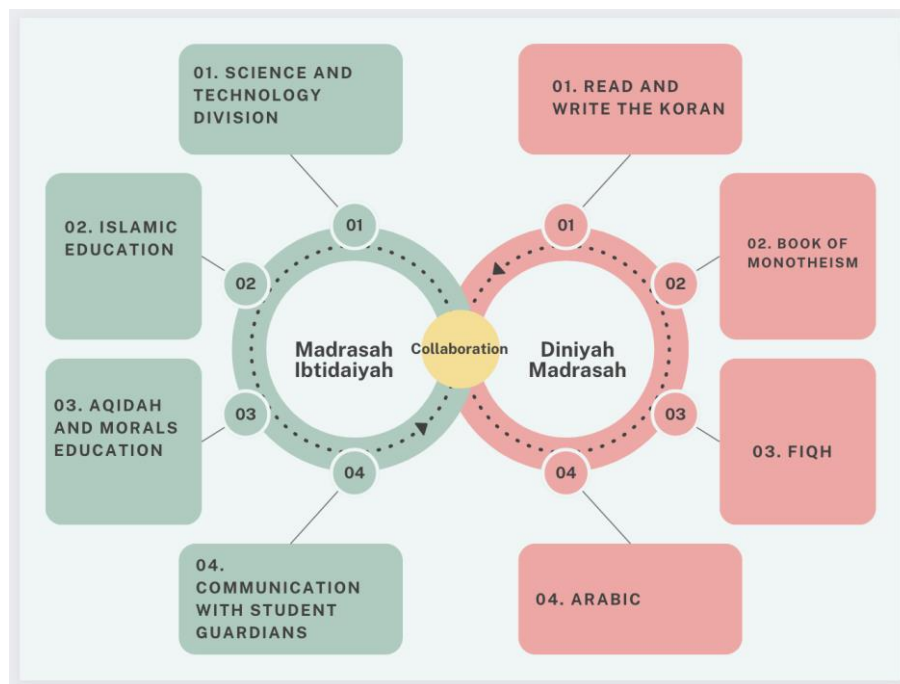 01. SCIENCE AND
TECHNOLOGY
DIVISION
02. ISLAMIC
EDUCATION
03. AQIDAH
AND MORALS
EDUCATION
04.
COMMUNICATION
WITH STUDENT
GUARDIANS
01
02
03
04
Madrasah
Ibtidaiyah
Collaboration
Diniyah
Madrasah
01
02
03
04
01. READ AND
WRITE THE KORAN
02. BOOK OF
MONOTHEISM
03. FIQH
04. ARABIC